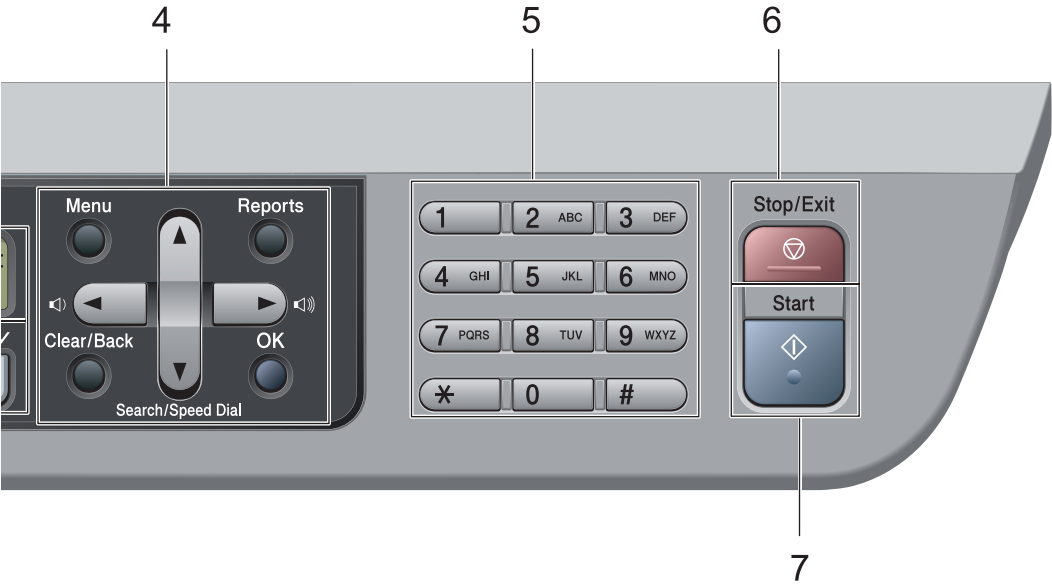 4 5 6
Menu Reports
Clear/Back OK
Search/Speed Dial
1 2 ABC 3 DEF
4 GHI 5 JKL 6 MNO
7 PQRS 8 TUV 9 WXYZ
* 0 #
Stop/Exit
Start
7